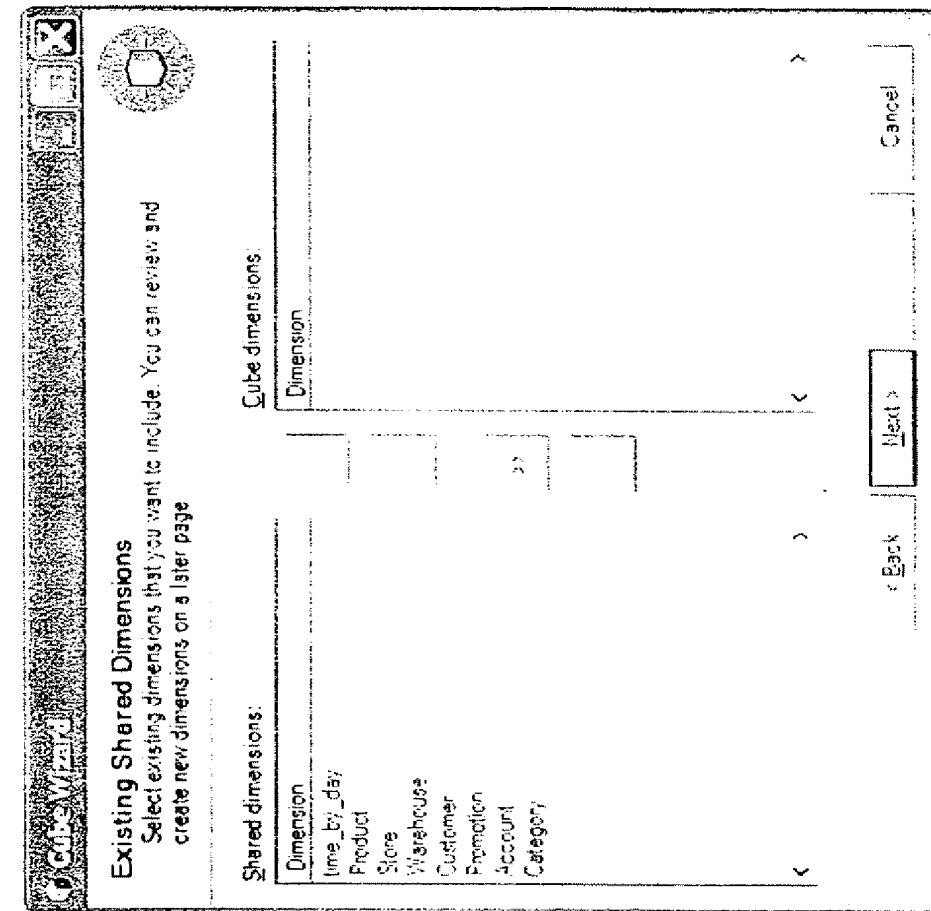 Cube Wizard
Existing Shared Dimensions
Select existing dimensions that you want to include. You can review and
create new dimensions on a later page
Shared dimensions:
Dimension
time_by_day
Product
Store
Warehouse
Customer
Promotion
Account
Category
>>
Cube dimensions:
Dimension
< Back
Next >
Cancel